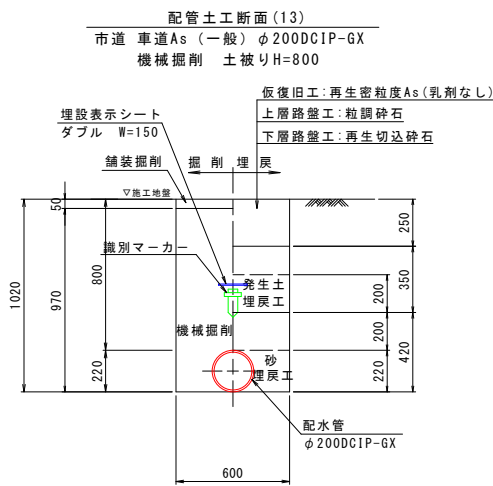 配管土工断面(13)
市道 車道As（一般）φ200DCIP-GX
機械掘削 土被りH=800
仮復旧工:再生密粒度As(乳剤なし)
上層路盤工:粒調砕石
下層路盤工:再生切込砕石
埋設表示シート
ダブル W=150
舗装掘削
掘削 埋戻
▽施工地盤
50
250
識別マーカー
800
970
1020
350
発生土
埋戻工
200
機械掘削
200
420
砂
埋戻工
220
220
配水管
φ200DCIP-GX
600